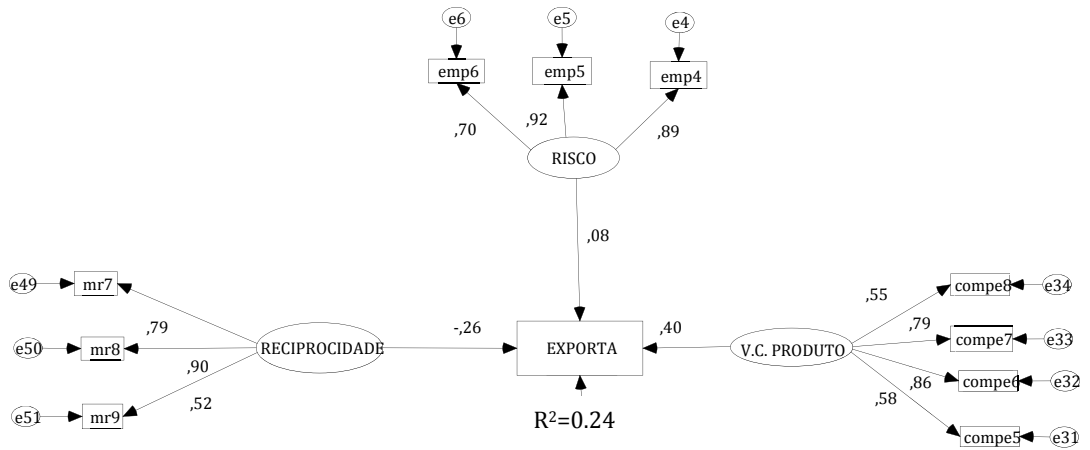 e6
e5
e4
emp6
emp5
emp4
,70
,92
,89
RISCO
,08
e49
mr7
,79
e50
mr8
,90
,52
e51
mr9
RECIPROCIDADE
-,26
EXPORTA
,40
V.C. PRODUTO
,55
,79
,86
,58
compe8
e34
compe7
e33
compe6
e32
compe5
e31
R²=0.24